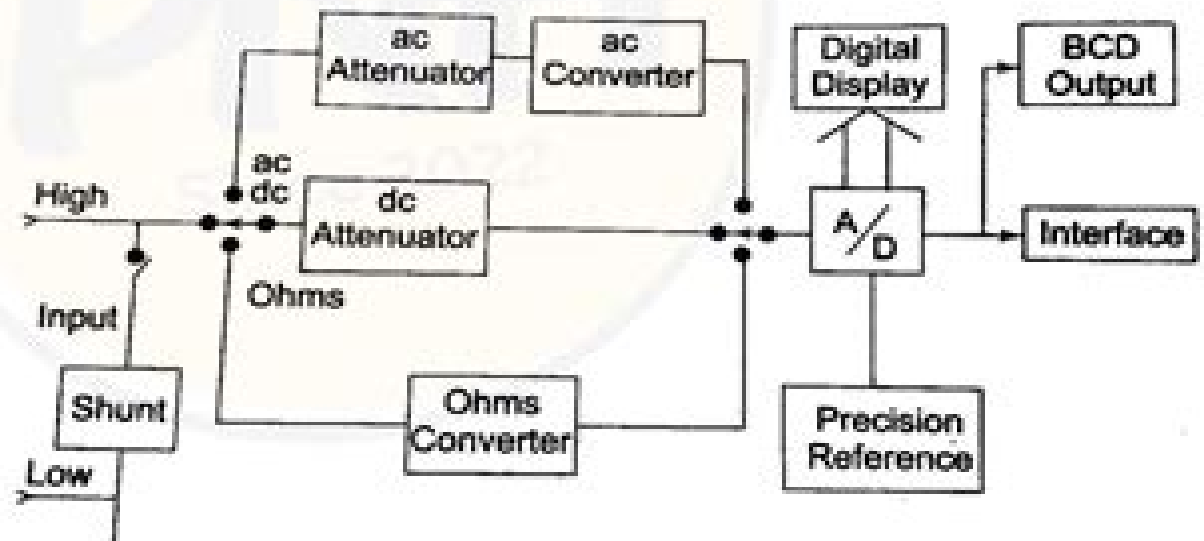 ac
Attenuator
ac
Converter
Digital
Display
BCD
Output
High
ac
dc
dc
Attenuator
A/D
Interface
Ohms
Input
Shunt
Ohms
Converter
Precision
Reference
Low